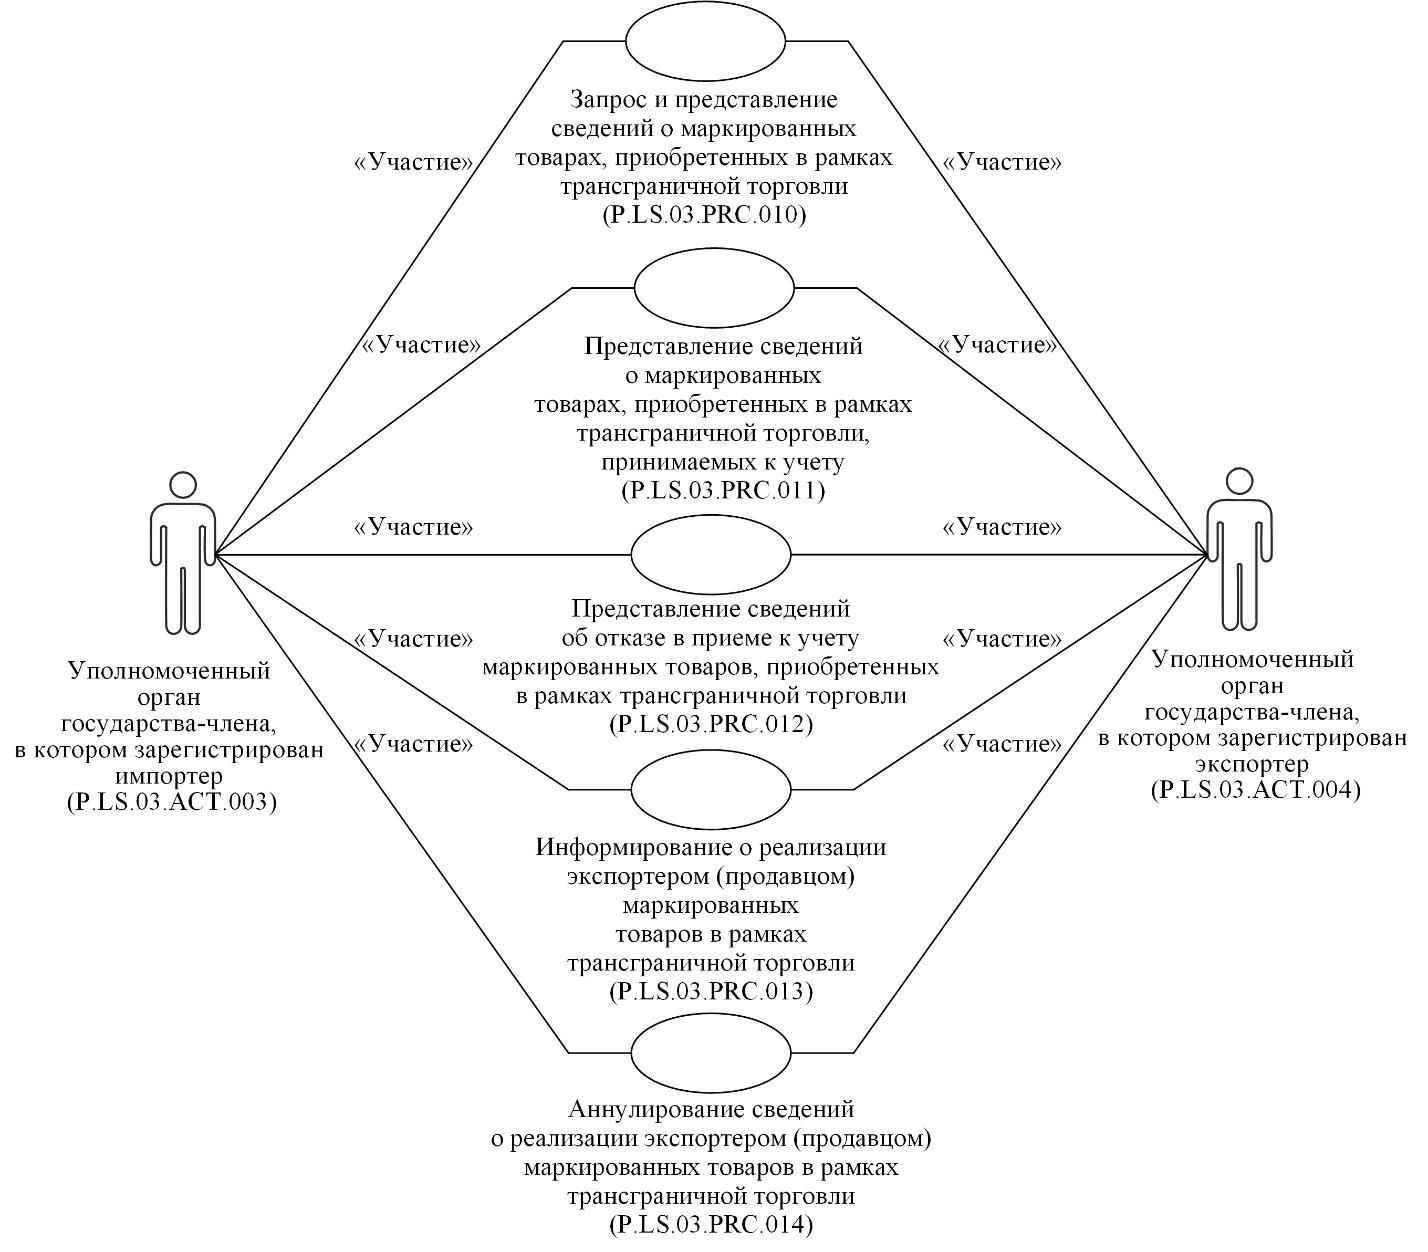 Запрос и представление
сведений о маркированных
товарах, приобретенных в рамках
трансграничной торговли
(P.LS.03.PRC.010)
«Участие»
«Участие»
«Участие»
«Участие»
Представление сведений
о маркированных
товарах, приобретенных в рамках
трансграничной торговли,
принимаемых к учету
(P.LS.03.PRC.011)
«Участие»
«Участие»
Представление сведений
об отказе в приеме к учету
маркированных товаров, приобретенных
в рамках трансграничной торговли
(P.LS.03.PRC.012)
«Участие»
«Участие»
Уполномоченный
орган
государства-члена,
в котором зарегистрирован
импортер
(P.LS.03.ACT.003)
Уполномоченный
орган
государства-члена,
в котором зарегистрирован
экспортер
(P.LS.03.ACT.004)
«Участие»
«Участие»
Информирование о реализации
экспортером (продавцом)
маркированных
товаров в рамках
трансграничной торговли
(P.LS.03.PRC.013)
Аннулирование сведений
о реализации экспортером (продавцом)
маркированных товаров в рамках
трансграничной торговли
(P.LS.03.PRC.014)